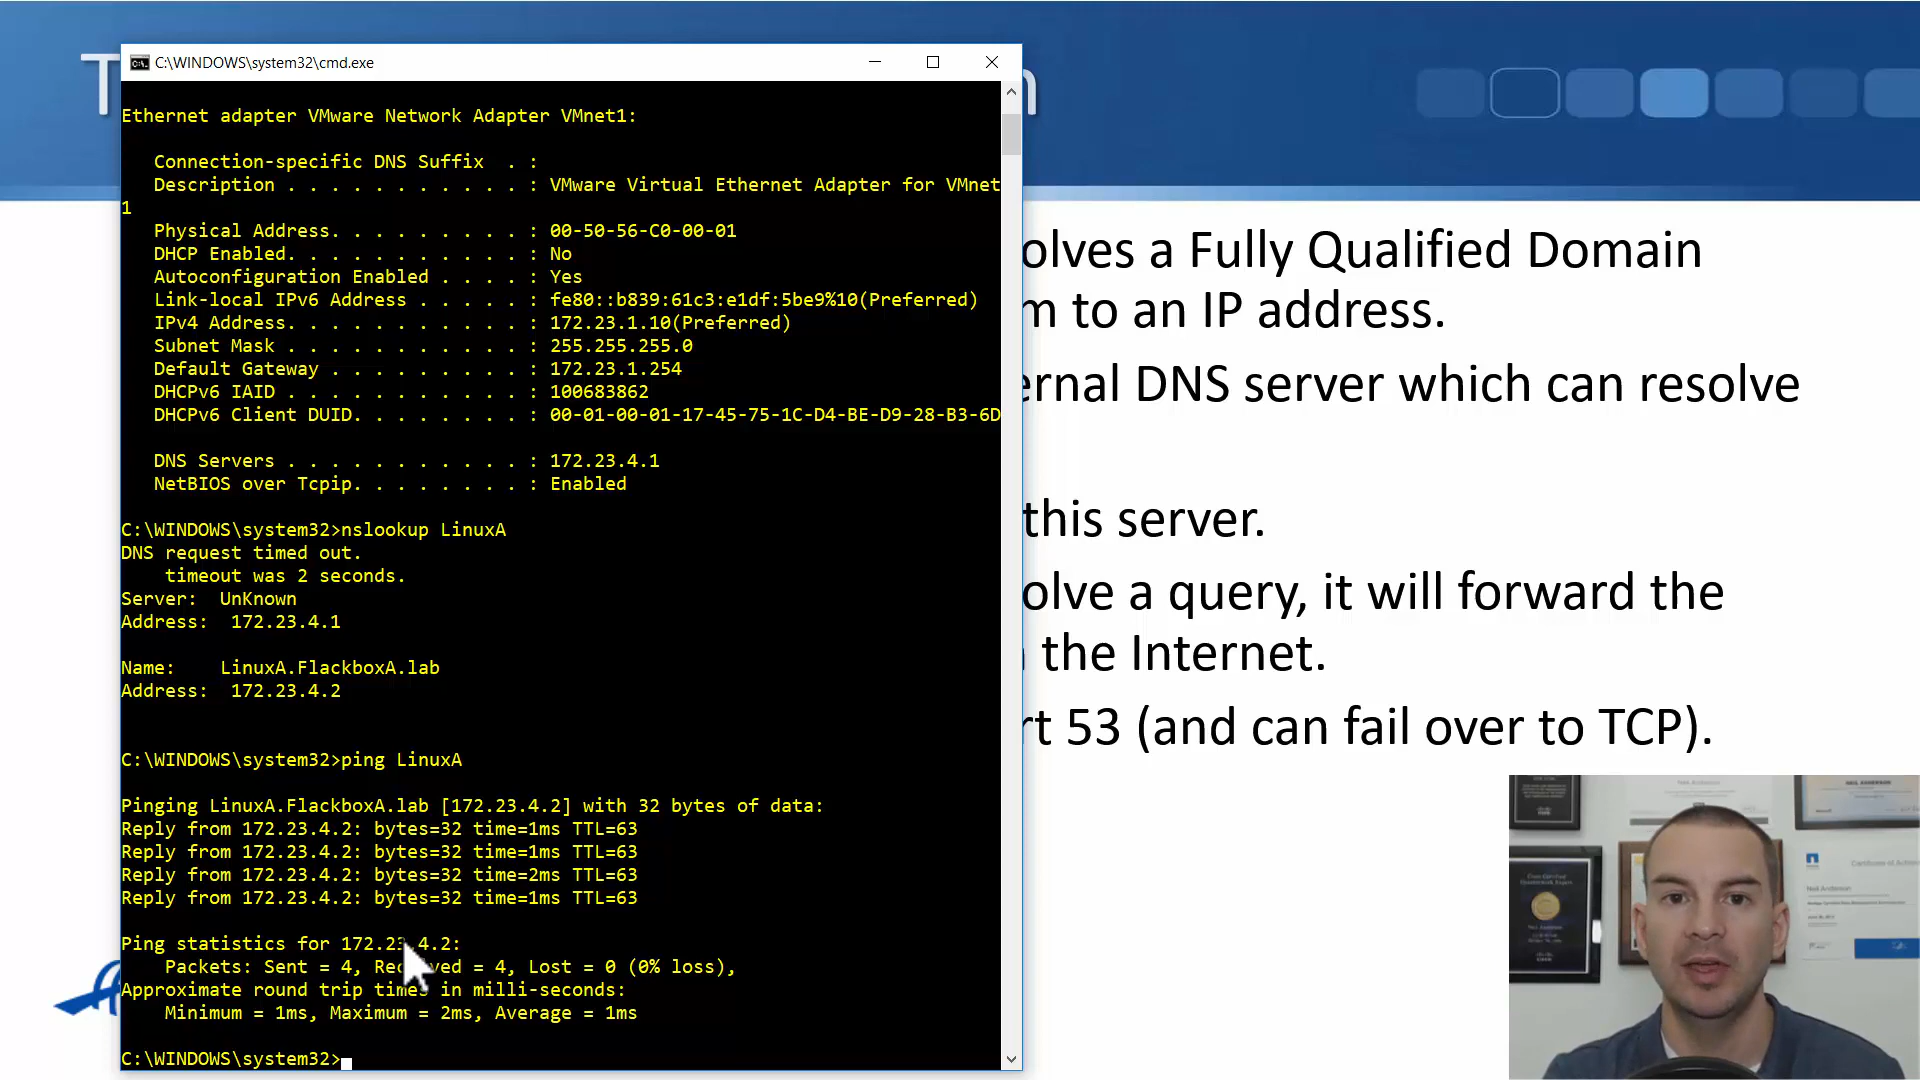 C:\WINDOWS\system32\cmd.exe
Ethernet adapter VMware Network Adapter VMnet1:
Connection-specific DNS Suffix . :
Description . . . . . . . . . . . : VMware Virtual Ethernet Adapter for VMnet
1
Physical Address. . . . . . . . . : 00-50-56-C0-00-01
DHCP Enabled. . . . . . . . . . . : No
Autoconfiguration Enabled . . . . : Yes
Link-local IPv6 Address . . . . . : fe80::b839:61c3:e1df:5be9%10(Preferred)
IPv4 Address. . . . . . . . . . . : 172.23.1.10(Preferred)
Subnet Mask . . . . . . . . . . . : 255.255.255.0
Default Gateway . . . . . . . . . : 172.23.1.254
DHCPv6 IAID . . . . . . . . . . . : 100683862
DHCPv6 Client DUID. . . . . . . . : 00-01-00-01-17-45-75-1C-D4-BE-D9-28-B3-6D
DNS Servers . . . . . . . . . . . : 172.23.4.1
NetBIOS over Tcpip. . . . . . . . : Enabled
C:\WINDOWS\system32>nslookup LinuxA
DNS request timed out.
timeout was 2 seconds.
Server: UnKnown
Address: 172.23.4.1
Name: LinuxA.FlackboxA.lab
Address: 172.23.4.2
C:\WINDOWS\system32>ping LinuxA
Pinging LinuxA.FlackboxA.lab [172.23.4.2] with 32 bytes of data:
Reply from 172.23.4.2: bytes=32 time=1ms TTL=63
Reply from 172.23.4.2: bytes=32 time=1ms TTL=63
Reply from 172.23.4.2: bytes=32 time=2ms TTL=63
Reply from 172.23.4.2: bytes=32 time=1ms TTL=63
Ping statistics for 172.23.4.2:
Packets: Sent = 4, Received = 4, Lost = 0 (0% loss),
Approximate round trip times in milli-seconds:
Minimum = 1ms, Maximum = 2ms, Average = 1ms
C:\WINDOWS\system32>
olves a Fully Qualified Domain
m to an IP address.
ernal DNS server which can resolve
this server.
olve a query, it will forward the
the Internet.
rt 53 (and can fail over to TCP).